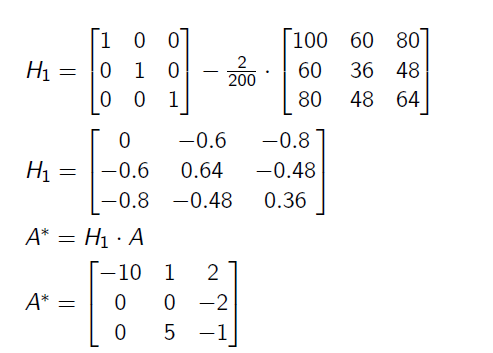 H₁ = [1 0 0; 0 1 0; 0 0 1] − 2/200 · [100 60 80; 60 36 48; 80 48 64]
H₁ = [0 −0.6 −0.8; −0.6 0.64 −0.48; −0.8 −0.48 0.36]
A* = H₁ · A
A* = [−10 1 2; 0 0 −2; 0 5 −1]